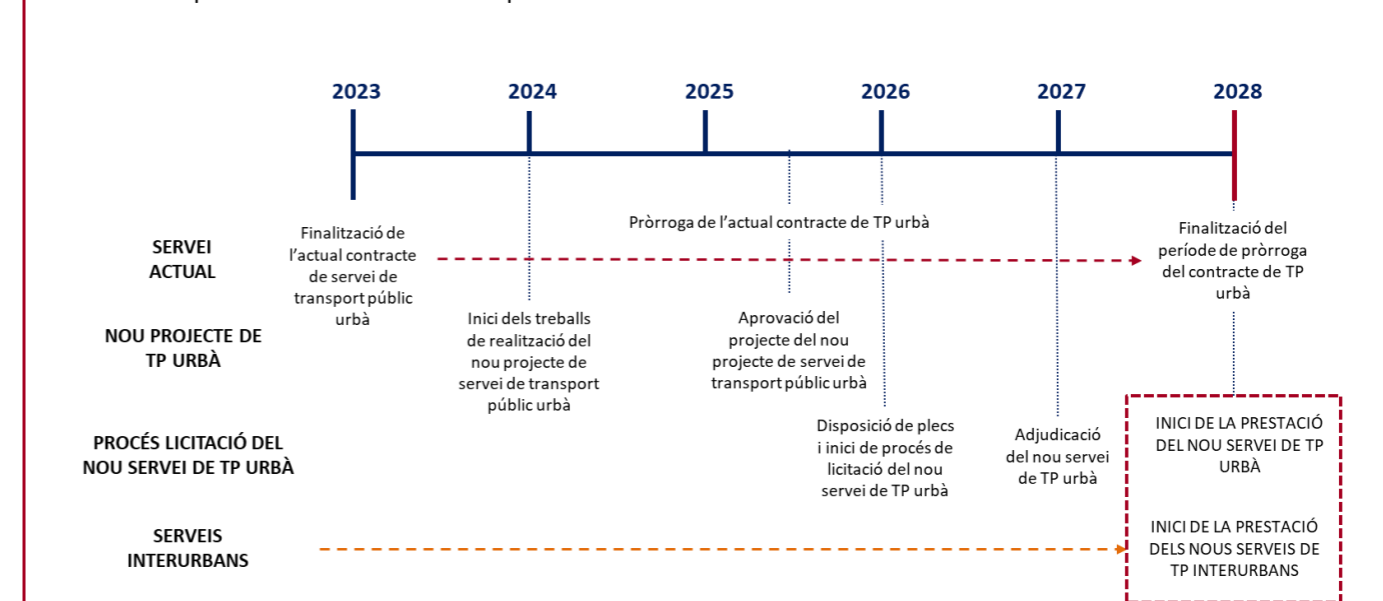 2023
2024
2025
2026
2027
2028
SERVEI
ACTUAL
Finalització de
l’actual contracte
de servei de
transport públic
urbà
Pròrroga de l’actual contracte de TP urbà
Finalització del
període de pròrroga
del contracte de TP
urbà
NOU PROJECTE DE
TP URBÀ
Inici dels treballs
de realització del
nou projecte de
servei de transport
públic urbà
Aprovació del
projecte del nou
projecte de servei de
transport públic urbà
PROCÉS LICITACIÓ DEL
NOU SERVEI DE TP URBÀ
Disposició de plecs
i inici de procés de
licitació del nou
servei de TP urbà
Adjudicació
del nou servei
de TP urbà
INICI DE LA PRESTACIÓ
DEL NOU SERVEI DE TP
URBÀ
SERVEIS
INTERURBANS
INICI DE LA PRESTACIÓ
DELS NOUS SERVEIS DE
TP INTERURBANS